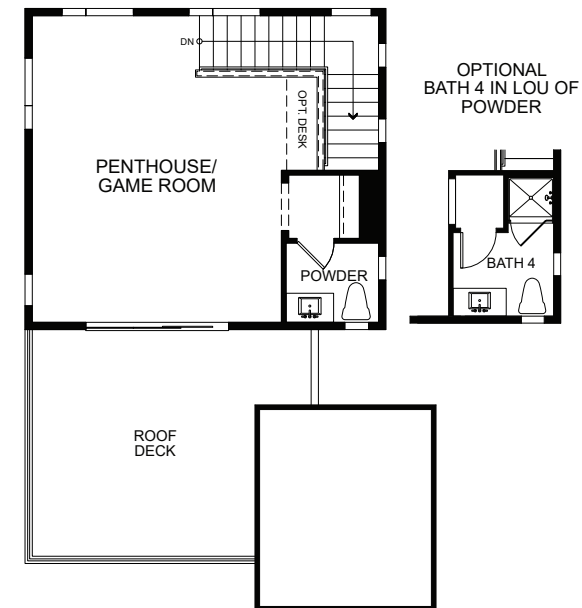 DN
OPT. DESK
PENTHOUSE/
GAME ROOM
POWDER
ROOF
DECK
OPTIONAL
BATH 4 IN LOU OF
POWDER
BATH 4